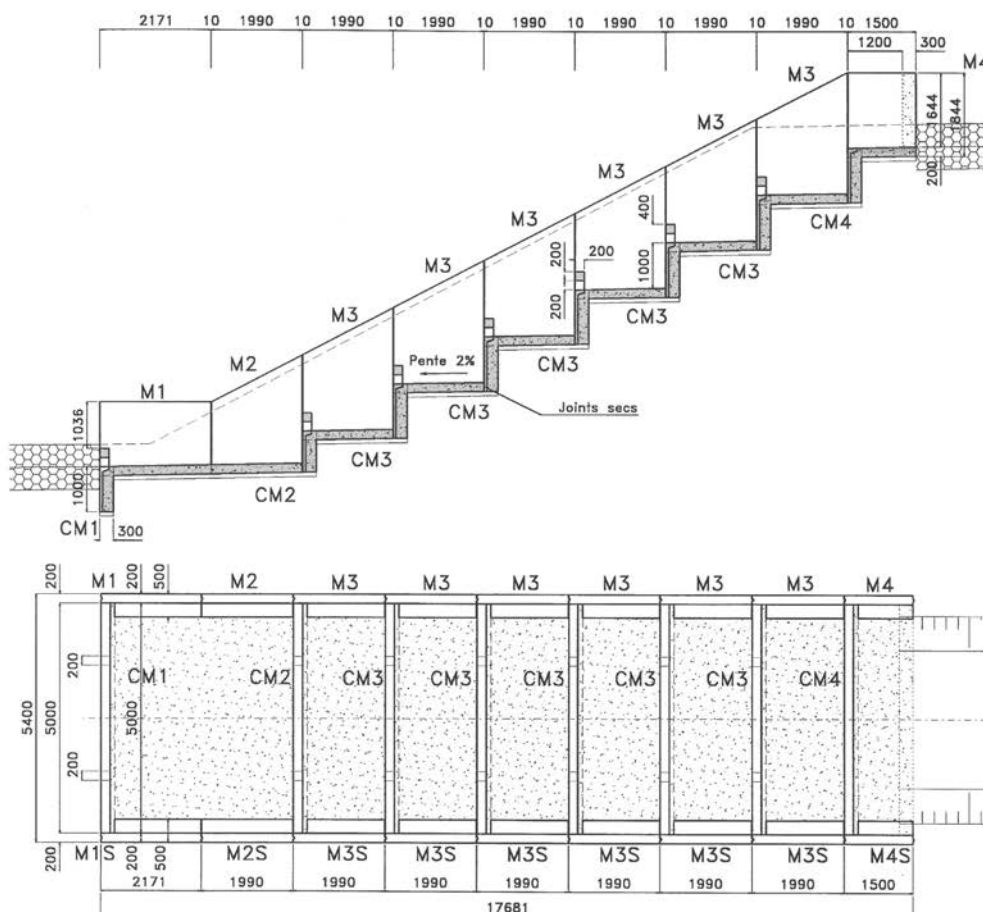 2171 10 1990 10 1990 10 1990 10 1990 10 1990 10 1990 10 1990 10 1500
1200 300
M3 M4
M3
M3
M3
M3
M3
M2
M1
1644
1844
200
400
1000
200
200
200
CM4
CM3
CM3
CM3
CM3
CM3
CM2
CM1
Pente 2%
Joints secs
1036
1000
300
200 M1 200 500 M2 M3 M3 M3 M3 M3 M3 M4
5400
5000
200
200
5000
CM1 CM2 CM3 CM3 CM3 CM3 CM3 CM4
200 M1S 200 500 M2S M3S M3S M3S M3S M3S M3S M4S
2171 1990 1990 1990 1990 1990 1990 1990 1500
17681